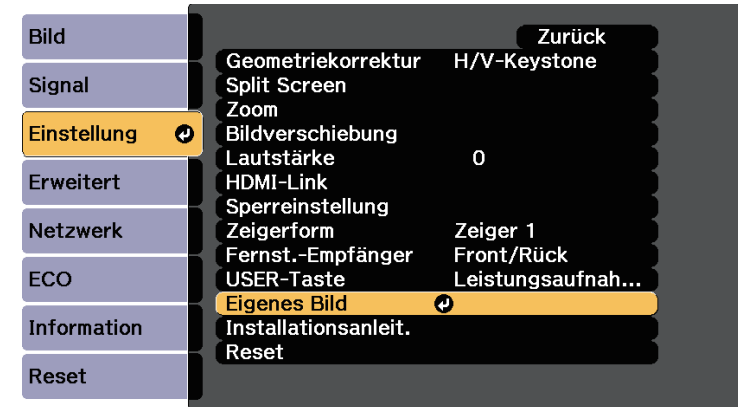 Bild
Signal
Einstellung
Erweitert
Netzwerk
ECO
Information
Reset
Zurück
Geometriekorrektur H/V-Keystone
Split Screen
Zoom
Bildverschiebung
Lautstärke 0
HDMI-Link
Sperreinstellung
Zeigerform Zeiger 1
Fernst.-Empfänger Front/Rück
USER-Taste Leistungsaufnah...
Eigenes Bild
Installationsanleit.
Reset